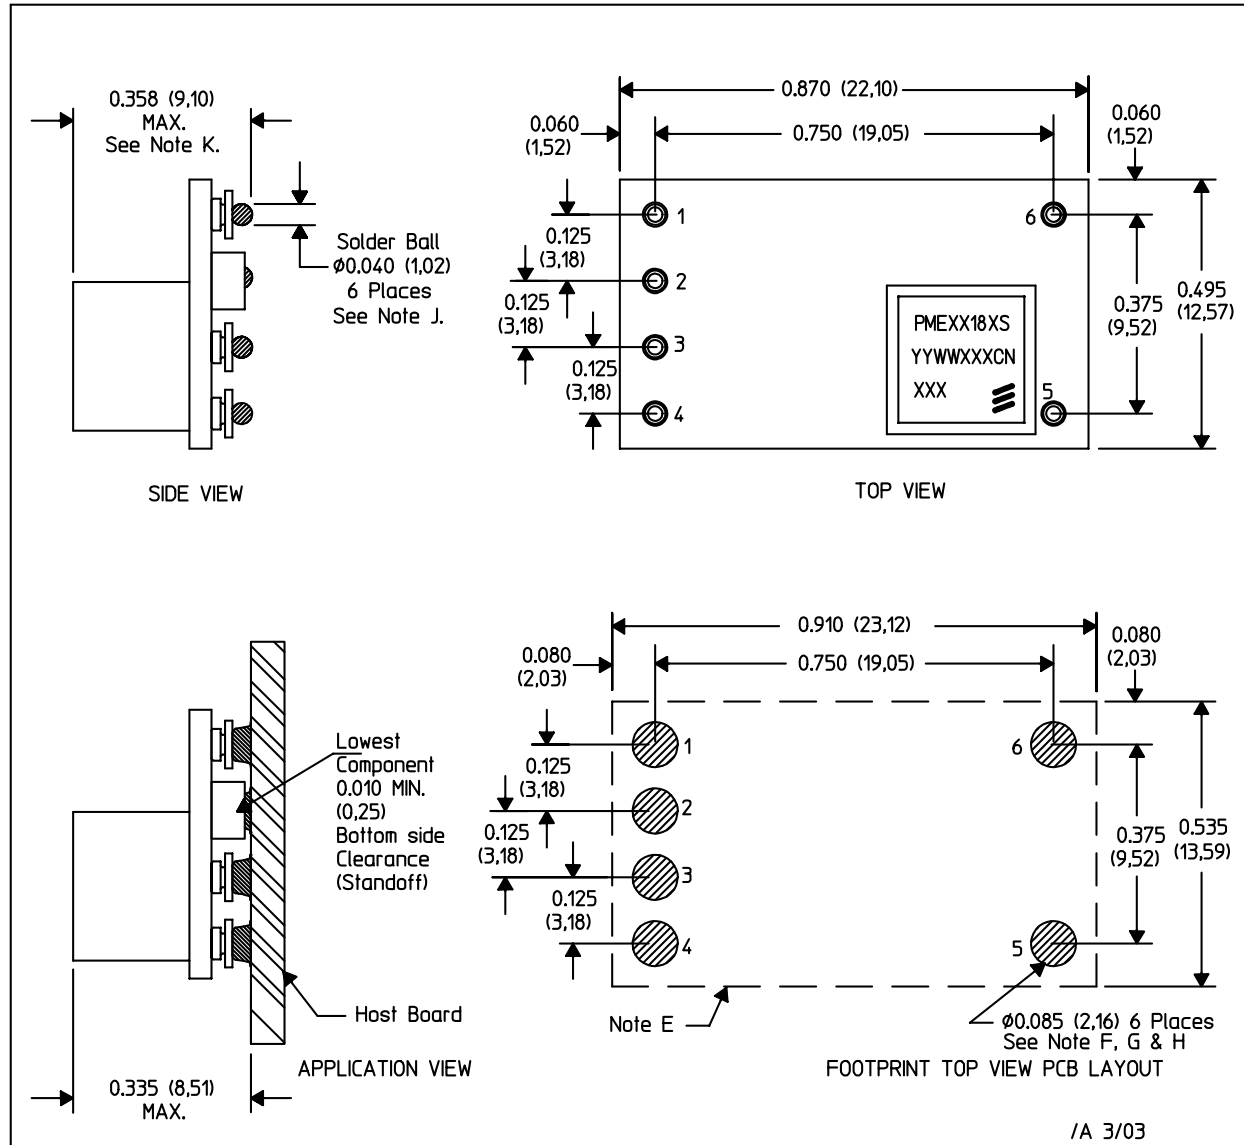 0.358 (9,10)
MAX.
See Note K.
Solder Ball
Ø0.040 (1,02)
6 Places
See Note J.
SIDE VIEW
0.870 (22,10)
0.060
(1,52)
0.750 (19,05)
0.060
(1,52)
1
6
0.125
(3,18)
2
0.125
(3,18)
3
0.125
(3,18)
4
5
PMEXX18XS
YYWWXXXCN
XXX
0.375
(9,52)
0.495
(12,57)
TOP VIEW
Lowest
Component
0.010 MIN.
(0,25)
Bottom side
Clearance
(Standoff)
Host Board
APPLICATION VIEW
0.335 (8,51)
MAX.
0.910 (23,12)
0.080
(2,03)
0.750 (19,05)
0.080
(2,03)
1
6
0.125
(3,18)
2
0.125
(3,18)
3
0.125
(3,18)
4
5
0.375
(9,52)
0.535
(13,59)
Note E
Ø0.085 (2,16) 6 Places
See Note F, G & H
FOOTPRINT TOP VIEW PCB LAYOUT
/A 3/03